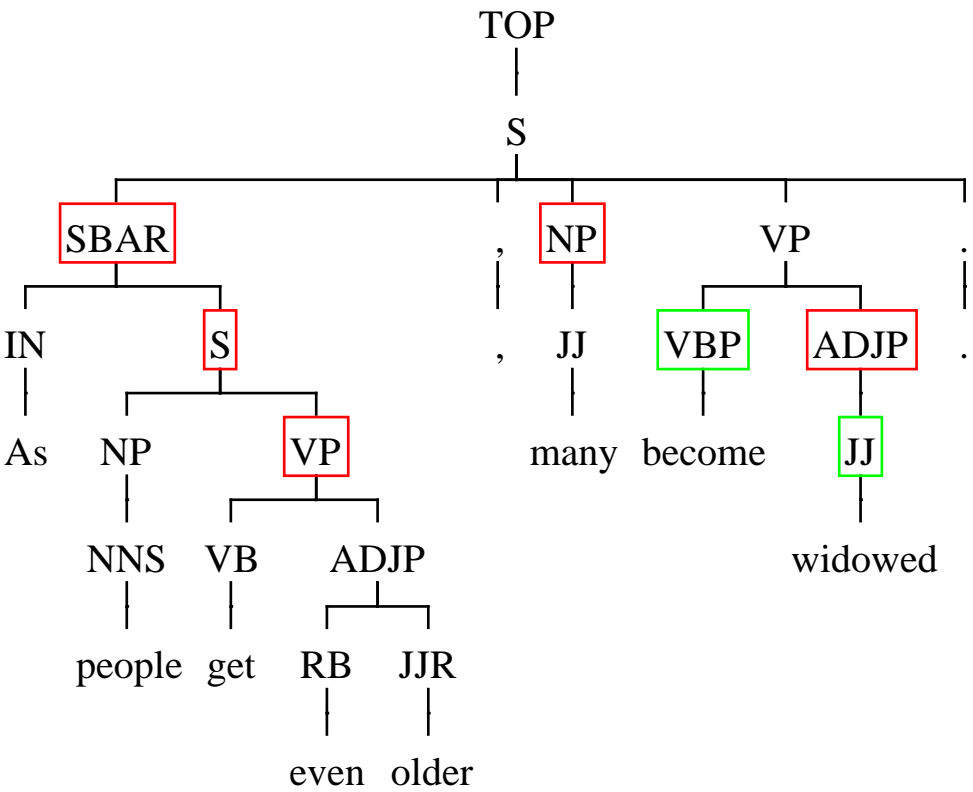 TOP
S
SBAR , NP VP .
IN S , JJ VBP ADJP .
As NP VP many become JJ
NNS VB ADJP widowed
people get RB JJR
even older